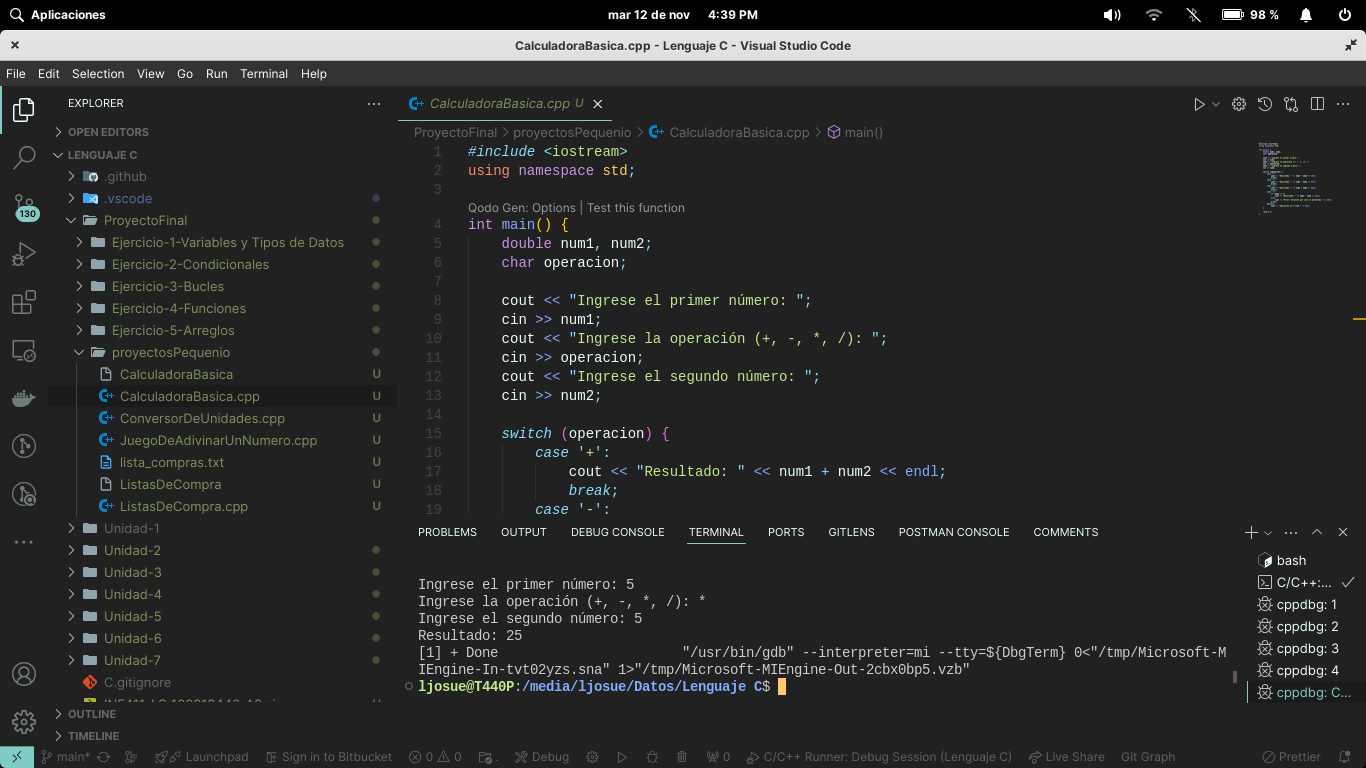 Aplicaciones
mar 12 de nov 4:39 PM
98 %
CalculadoraBasica.cpp - Lenguaje C - Visual Studio Code
File Edit Selection View Go Run Terminal Help
EXPLORER
OPEN EDITORS
LENGUAJE C
.github
.vscode
ProyectoFinal
Ejercicio-1-Variables y Tipos de Datos
Ejercicio-2-Condicionales
Ejercicio-3-Bucles
Ejercicio-4-Funciones
Ejercicio-5-Arreglos
proyectosPequenio
CalculadoraBasica U
CalculadoraBasica.cpp U
ConversorDeUnidades.cpp U
JuegoDeAdivinarUnNumero.cpp U
lista_compras.txt U
ListasDeCompra U
ListasDeCompra.cpp U
Unidad-1
Unidad-2
Unidad-3
Unidad-4
Unidad-5
Unidad-6
Unidad-7
C.gitignore
OUTLINE
TIMELINE
130
CalculadoraBasica.cpp U
ProyectoFinal > proyectosPequenio > CalculadoraBasica.cpp > main()
1 #include <iostream>
2 using namespace std;
3
Qodo Gen: Options | Test this function
4 int main() {
5 double num1, num2;
6 char operacion;
7
8 cout << "Ingrese el primer número: ";
9 cin >> num1;
10 cout << "Ingrese la operación (+, -, *, /): ";
11 cin >> operacion;
12 cout << "Ingrese el segundo número: ";
13 cin >> num2;
14
15 switch (operacion) {
16 case '+':
17 cout << "Resultado: " << num1 + num2 << endl;
18 break;
19 case '-':
PROBLEMS OUTPUT DEBUG CONSOLE TERMINAL PORTS GITLENS POSTMAN CONSOLE COMMENTS
Ingrese el primer número: 5
Ingrese la operación (+, -, *, /): *
Ingrese el segundo número: 5
Resultado: 25
[1] + Done "/usr/bin/gdb" --interpreter=mi --tty=${DbgTerm} 0<"/tmp/Microsoft-M
IEngine-In-tvt02yzs.sna" 1>"/tmp/Microsoft-MIEngine-Out-2cbx0bp5.vzb"
ljosue@T440P:/media/ljosue/Datos/Lenguaje C$
bash
C/C++:...
cppdbg: 1
cppdbg: 2
cppdbg: 3
cppdbg: 4
cppdbg: C...
main* Launchpad Sign in to Bitbucket 0 0 . Debug 0 C/C++ Runner: Debug Session (Lenguaje C) Live Share Git Graph Prettier